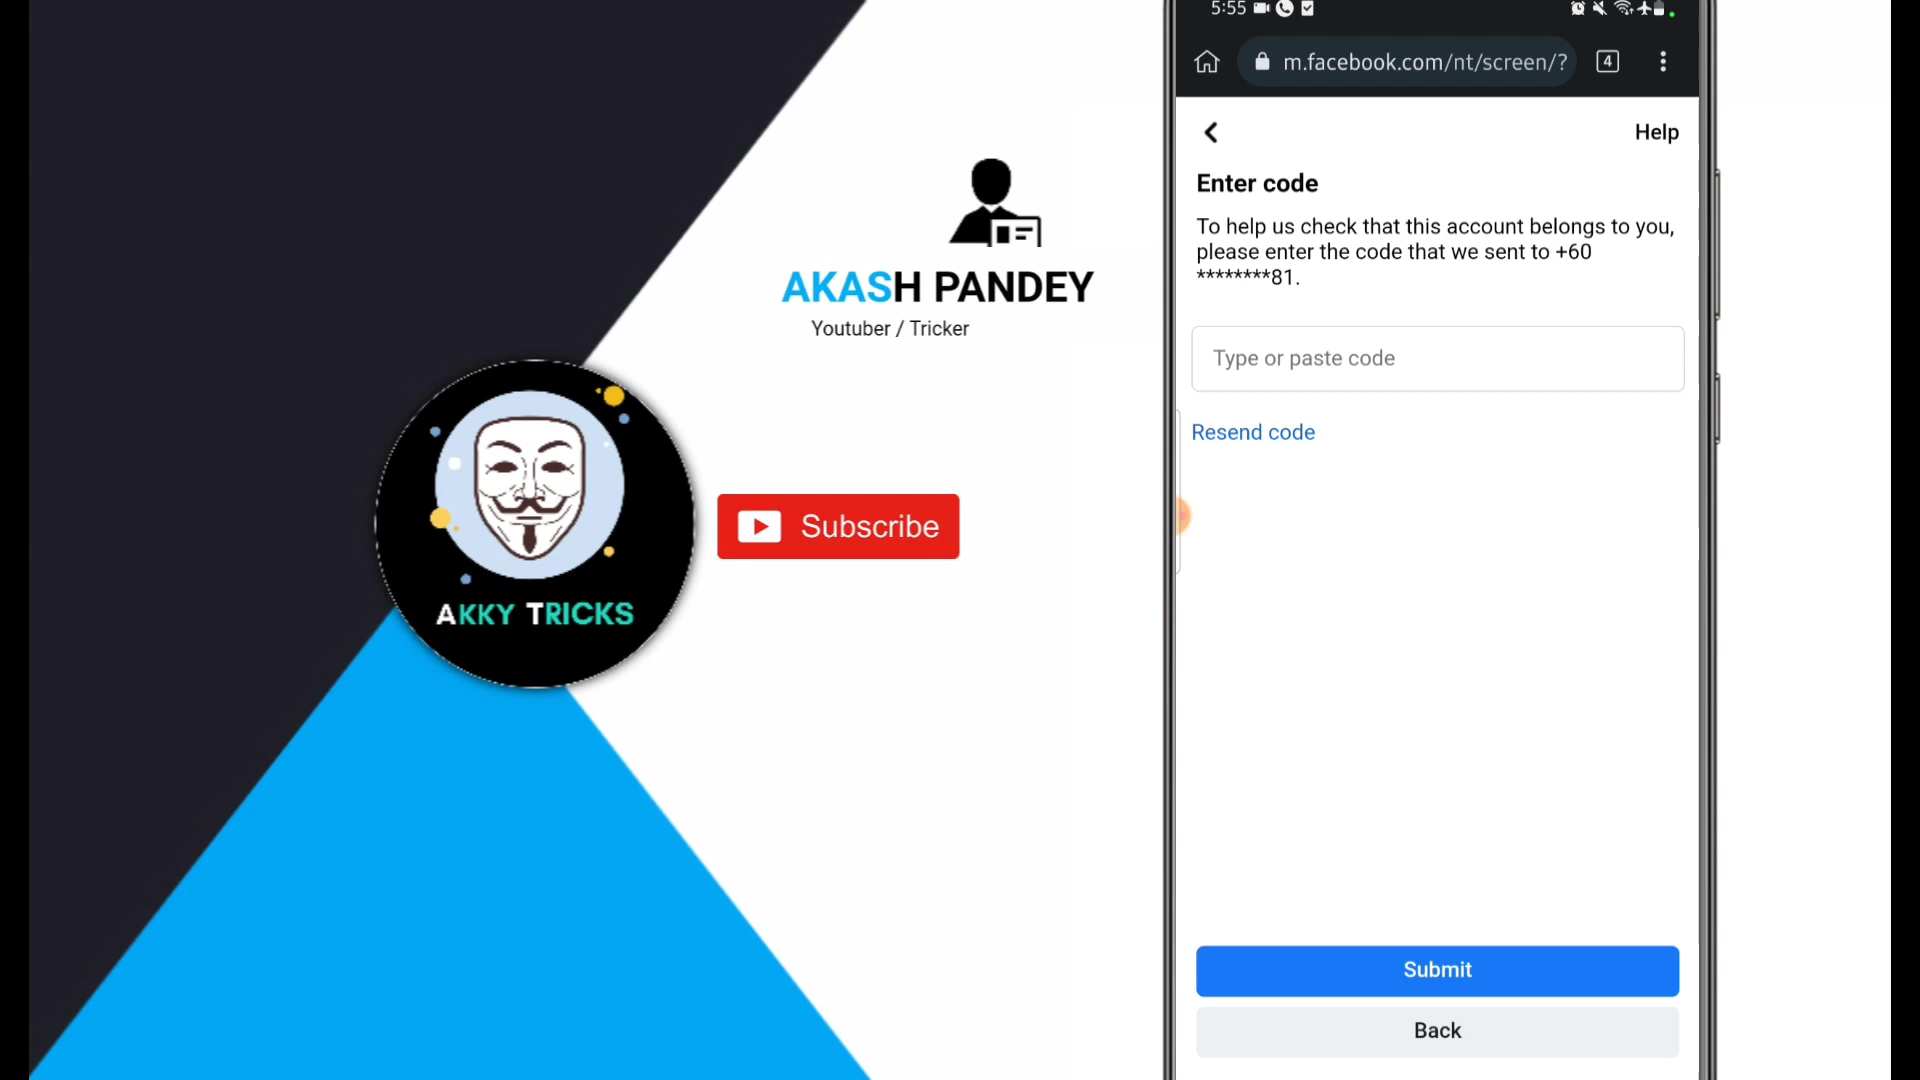 AKASH PANDEY
Youtuber / Tricker
AKKY TRICKS
Subscribe
5:55
m.facebook.com/nt/screen/?
4
Help
Enter code
To help us check that this account belongs to you,
please enter the code that we sent to +60
********81.
Type or paste code
Resend code
Submit
Back